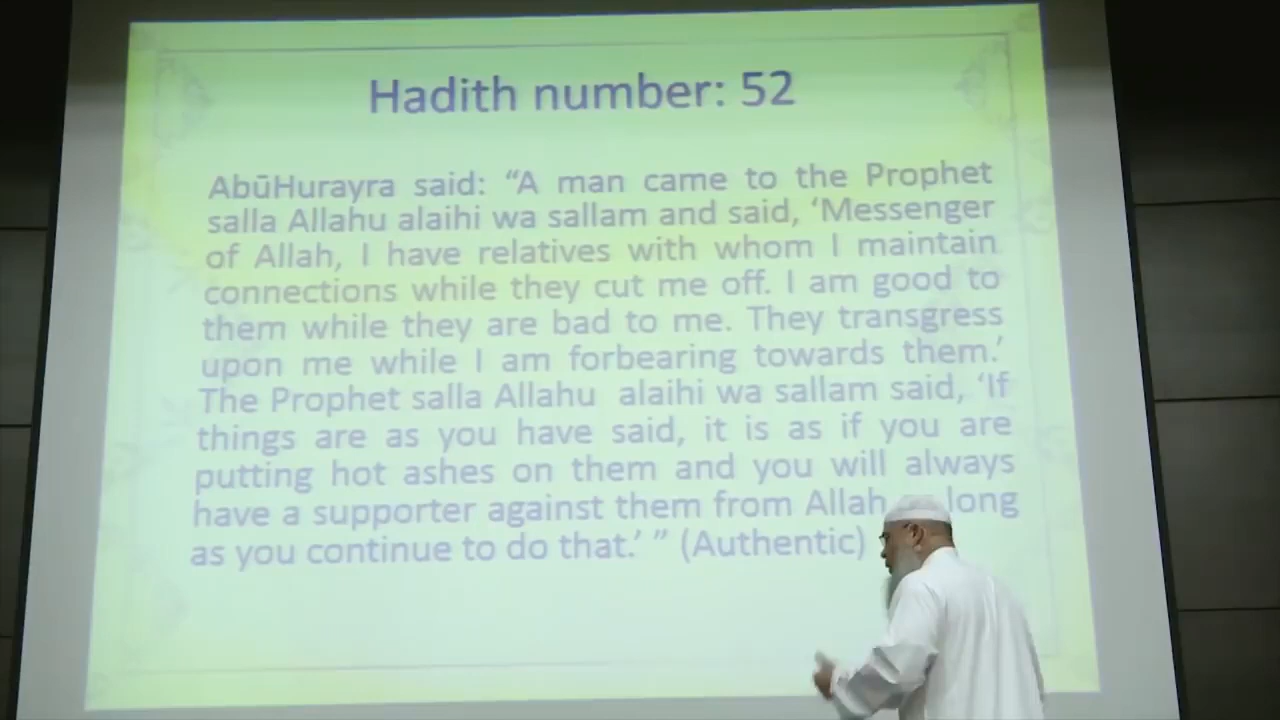 Hadith number: 52
AbūHurayra said: “A man came to the Prophet
salla Allahu alaihi wa sallam and said, ‘Messenger
of Allah, I have relatives with whom I maintain
connections while they cut me off. I am good to
them while they are bad to me. They transgress
upon me while I am forbearing towards them.’
The Prophet salla Allahu alaihi wa sallam said, ‘If
things are as you have said, it is as if you are
putting hot ashes on them and you will always
have a supporter against them from Allah long
as you continue to do that.’ ” (Authentic)